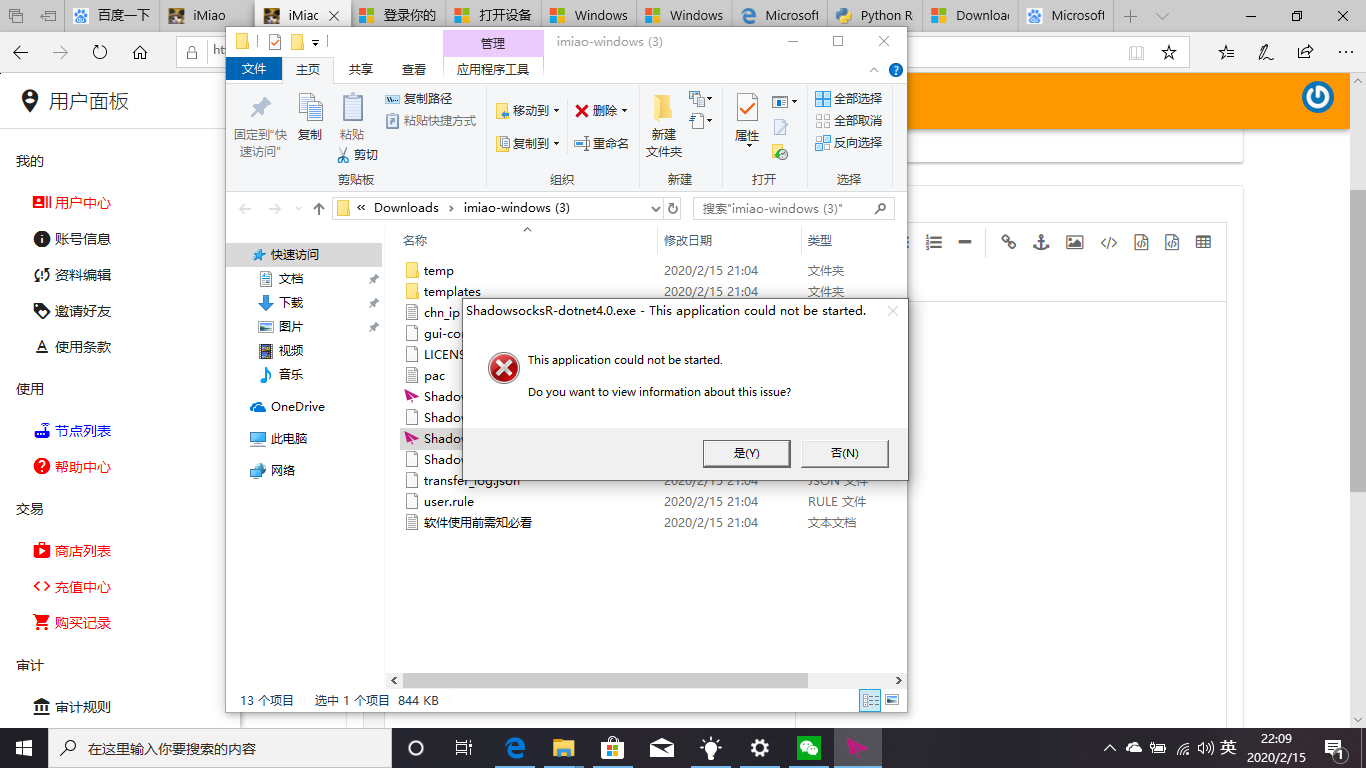 百度一下
iMiao
iMiac
登录你的
打开设备
Windows
Windows
Microsoft
Python R
Download
Microsoft
管理
imiao-windows (3)
文件
主页
共享
查看
应用程序工具
用户面板
我的
用户中心
账号信息
资料编辑
邀请好友
使用条款
使用
节点列表
帮助中心
交易
商店列表
充值中心
购买记录
审计
审计规则
固定到"快
速访问"
复制
粘贴
复制路径
粘贴快捷方式
剪切
剪贴板
移动到
复制到
删除
重命名
组织
新建
文件夹
新建
属性
打开
全部选择
全部取消
反向选择
选择
« Downloads › imiao-windows (3)
搜索"imiao-windows (3)"
快速访问
文档
下载
图片
视频
音乐
OneDrive
此电脑
网络
名称 修改日期 类型
temp 2020/2/15 21:04 文件夹
templates 2020/2/15 21:04 文件夹
chn_ip
gui-co
LICENS
pac
Shadow
Shadow
Shadow
Shadow
transfer_log.json 2020/2/15 21:04 JSON 文件
user.rule 2020/2/15 21:04 RULE 文件
软件使用前需知必看 2020/2/15 21:04 文本文档
ShadowsocksR-dotnet4.0.exe - This application could not be started.
This application could not be started.
Do you want to view information about this issue?
是(Y)
否(N)
13 个项目 选中 1 个项目 844 KB
在这里输入你要搜索的内容
英
22:09
2020/2/15
1